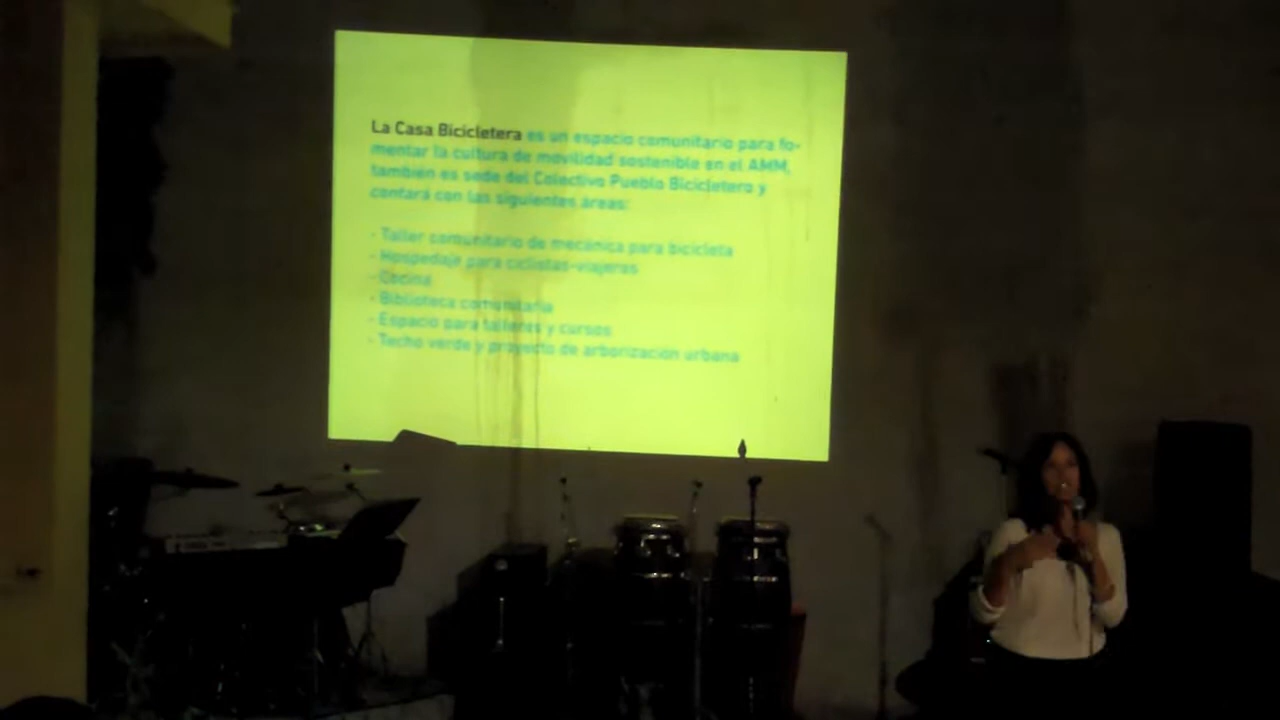 La Casa Bicicletera es un espacio comunitario para fo-
mentar la cultura de movilidad sostenible en el AMM,
también es sede del Colectivo Pueblo Bicicletero y
contará con las siguientes áreas:
- Taller comunitario de mecánica para bicicleta
- Hospedaje para ciclistas-viajeros
- Cocina
- Biblioteca comunitaria
- Espacio para talleres y cursos
- Techo verde y proyecto de arborización urbana